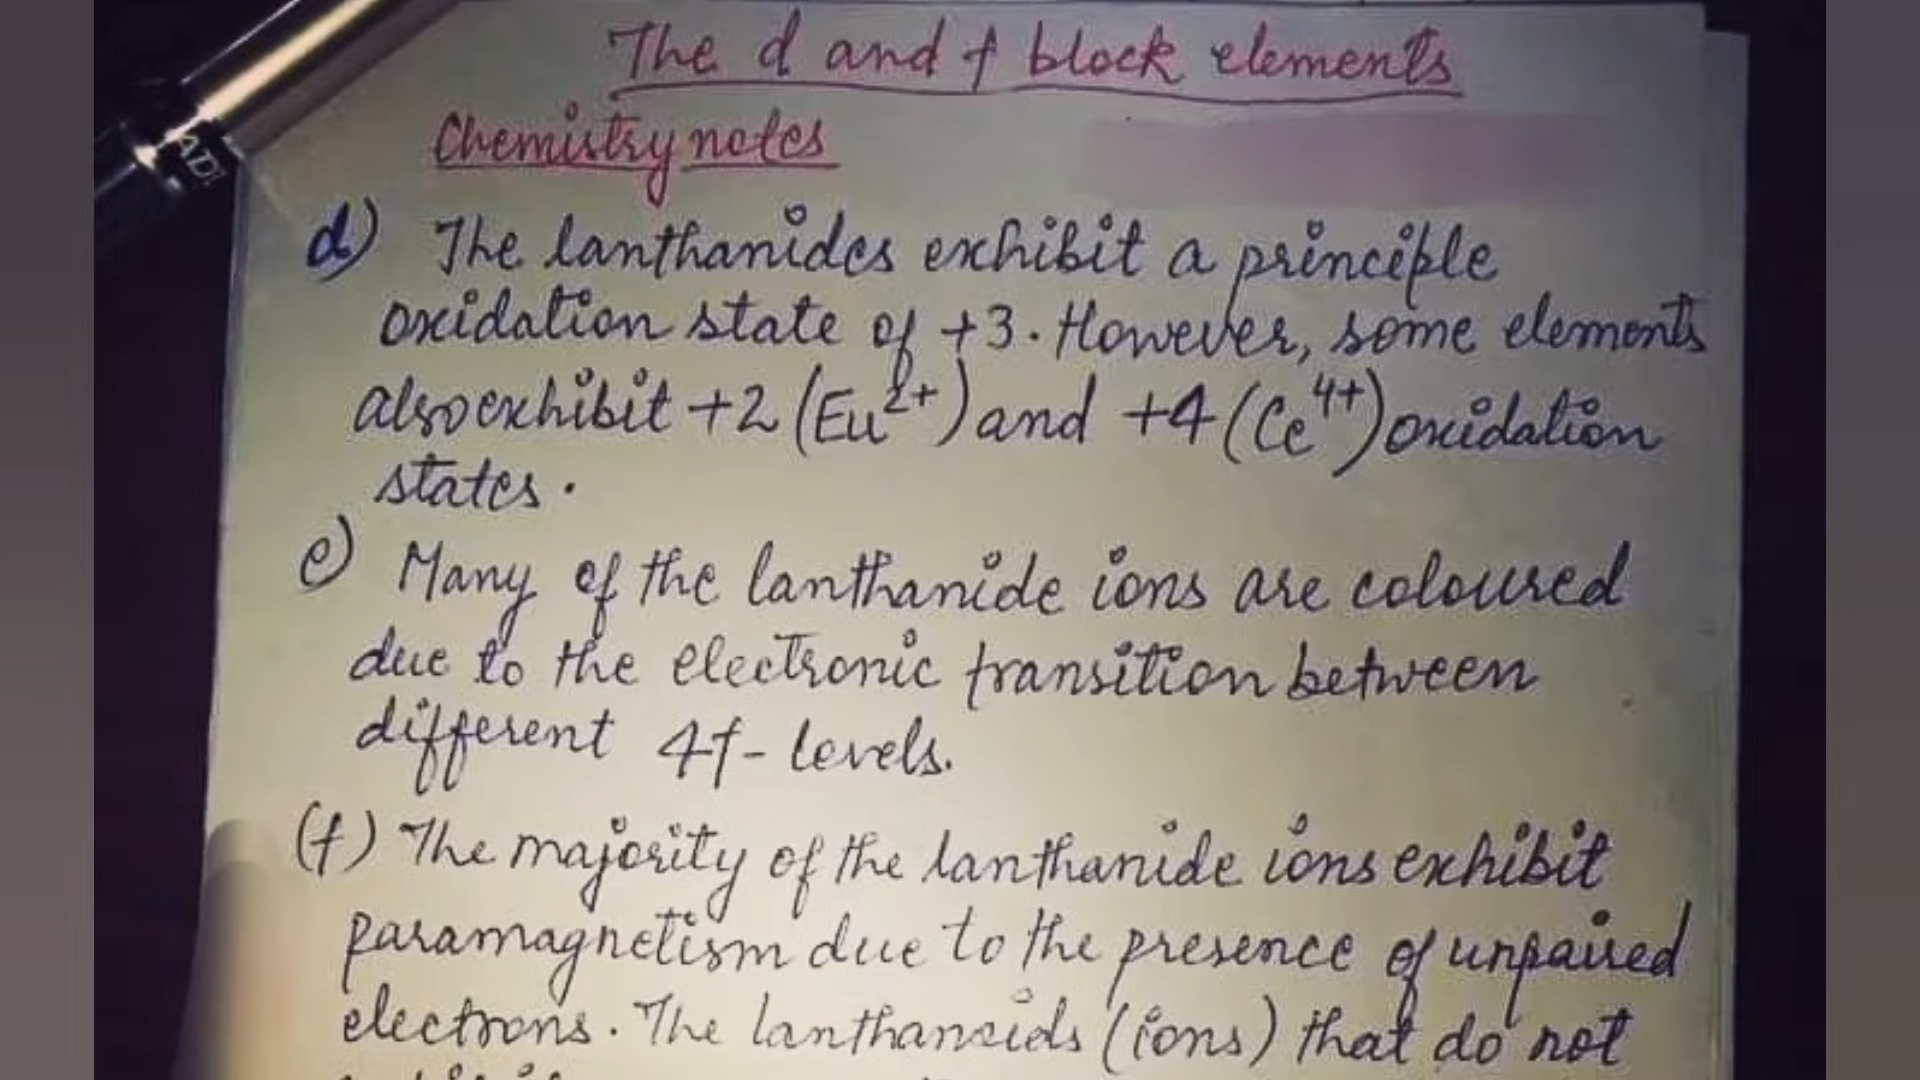 The d and f block elements
Chemistry notes
d) The lanthanides exhibit a principle
oxidation state of +3. However, some elements
also exhibit +2 (Eu²⁺) and +4 (Ce⁴⁺) oxidation
states.
e) Many of the lanthanide ions are coloured
due to the electronic transition between
different 4f- levels.
(f) The majority of the lanthanide ions exhibit
paramagnetism due to the presence of unpaired
electrons. The lanthanoids (ions) that do not